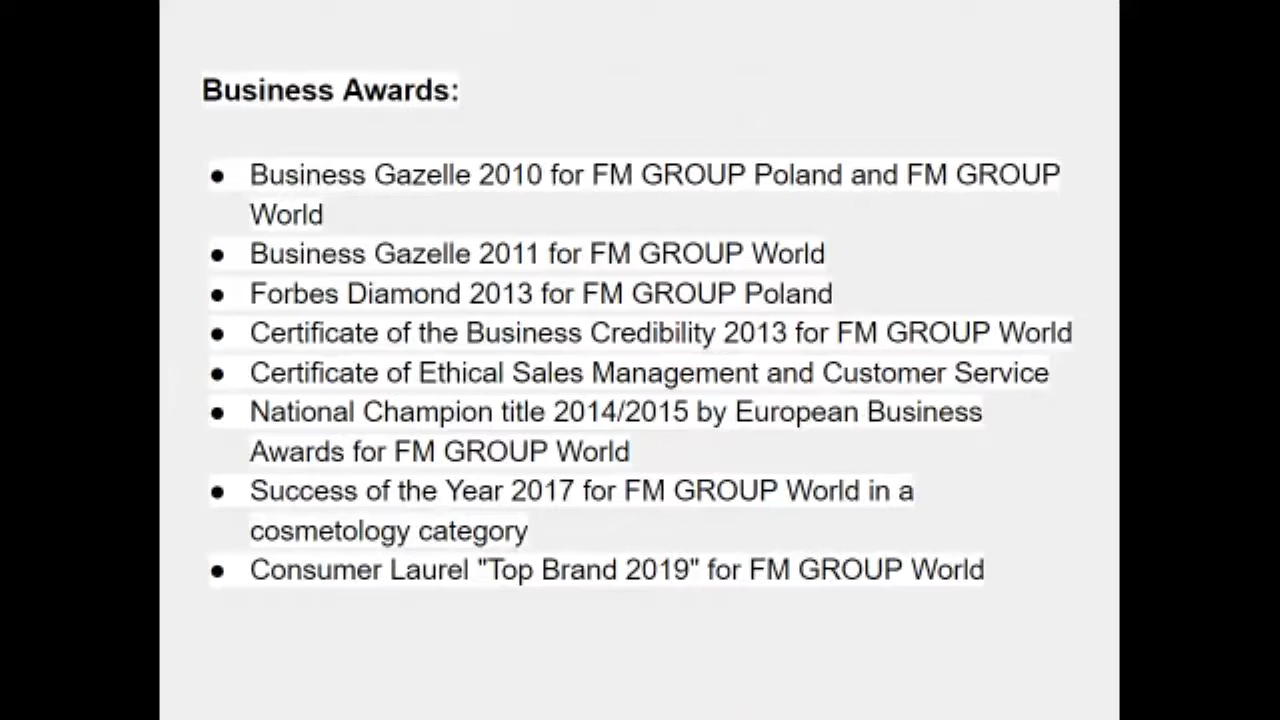 Business Awards:
● Business Gazelle 2010 for FM GROUP Poland and FM GROUP
World
● Business Gazelle 2011 for FM GROUP World
● Forbes Diamond 2013 for FM GROUP Poland
● Certificate of the Business Credibility 2013 for FM GROUP World
● Certificate of Ethical Sales Management and Customer Service
● National Champion title 2014/2015 by European Business
Awards for FM GROUP World
● Success of the Year 2017 for FM GROUP World in a
cosmetology category
● Consumer Laurel "Top Brand 2019" for FM GROUP World